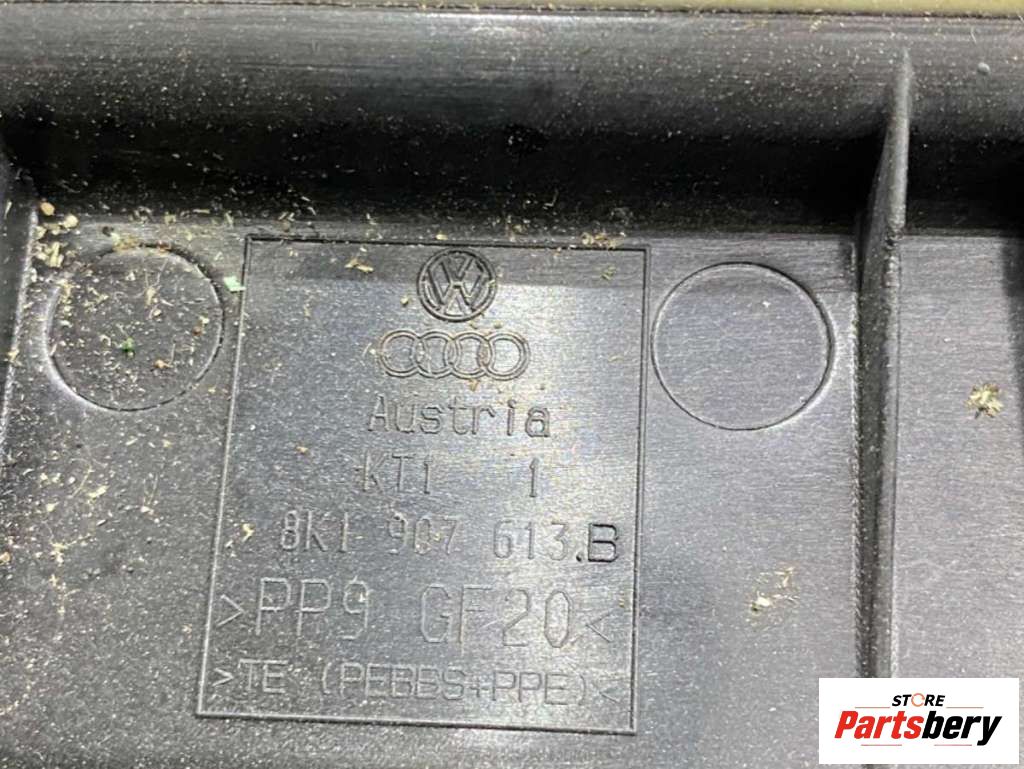 Austria
KT1 1
8K1 907 613.B
>PP9 GF20<
>TE (PEBBS+PPE)<
STORE
Partsbery